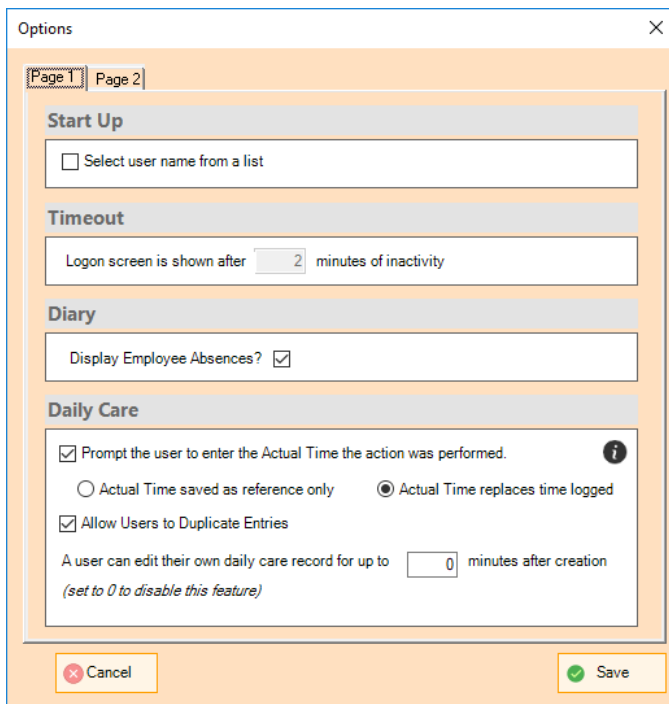 Options
Page 1 Page 2
Start Up
Select user name from a list
Timeout
Logon screen is shown after 2 minutes of inactivity
Diary
Display Employee Absences?
Daily Care
Prompt the user to enter the Actual Time the action was performed.
Actual Time saved as reference only Actual Time replaces time logged
Allow Users to Duplicate Entries
A user can edit their own daily care record for up to 0 minutes after creation
(set to 0 to disable this feature)
Cancel Save